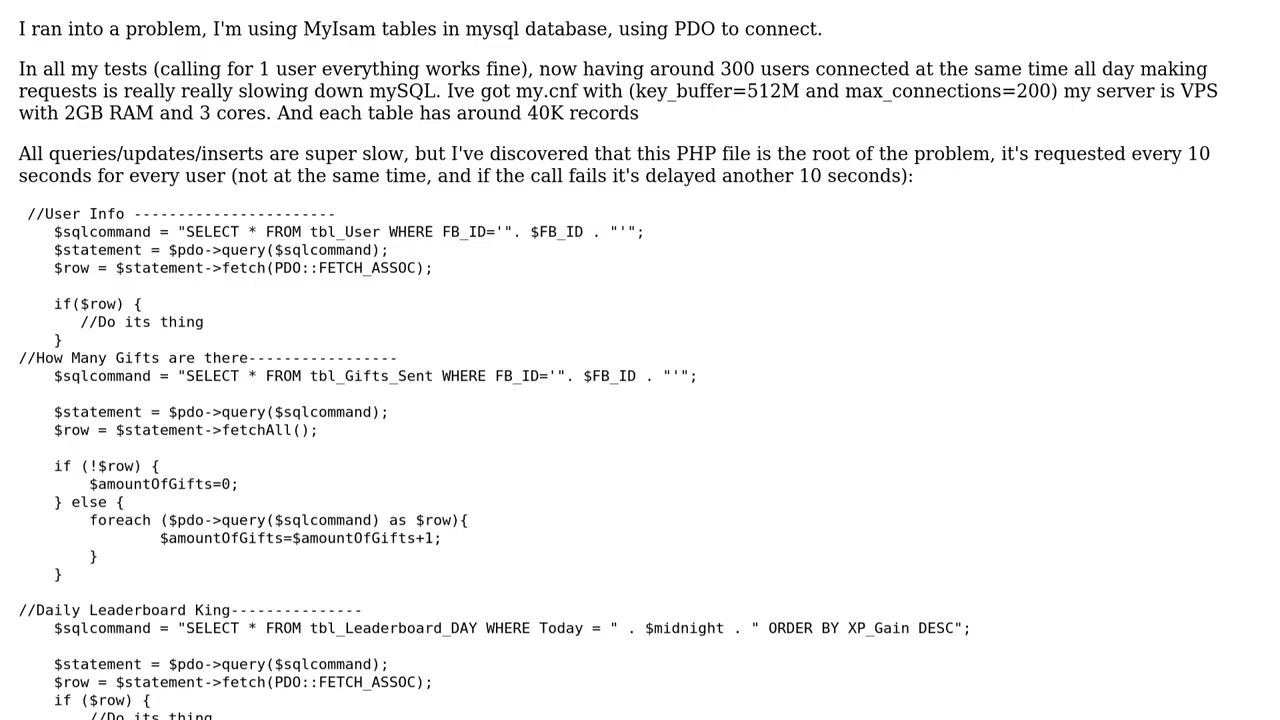 I ran into a problem, I'm using MyIsam tables in mysql database, using PDO to connect.
In all my tests (calling for 1 user everything works fine), now having around 300 users connected at the same time all day making
requests is really really slowing down mySQL. Ive got my.cnf with (key_buffer=512M and max_connections=200) my server is VPS
with 2GB RAM and 3 cores. And each table has around 40K records
All queries/updates/inserts are super slow, but I've discovered that this PHP file is the root of the problem, it's requested every 10
seconds for every user (not at the same time, and if the call fails it's delayed another 10 seconds):
//User Info -----------------------
$sqlcommand = "SELECT * FROM tbl_User WHERE FB_ID='". $FB_ID . "'";
$statement = $pdo->query($sqlcommand);
$row = $statement->fetch(PDO::FETCH_ASSOC);
if($row) {
//Do its thing
}
//How Many Gifts are there-----------------
$sqlcommand = "SELECT * FROM tbl_Gifts_Sent WHERE FB_ID='". $FB_ID . "'";
$statement = $pdo->query($sqlcommand);
$row = $statement->fetchAll();
if (!$row) {
$amountOfGifts=0;
} else {
foreach ($pdo->query($sqlcommand) as $row){
$amountOfGifts=$amountOfGifts+1;
}
}
//Daily Leaderboard King---------------
$sqlcommand = "SELECT * FROM tbl_Leaderboard_DAY WHERE Today = " . $midnight . " ORDER BY XP_Gain DESC";
$statement = $pdo->query($sqlcommand);
$row = $statement->fetch(PDO::FETCH_ASSOC);
if ($row) {
//Do its thing